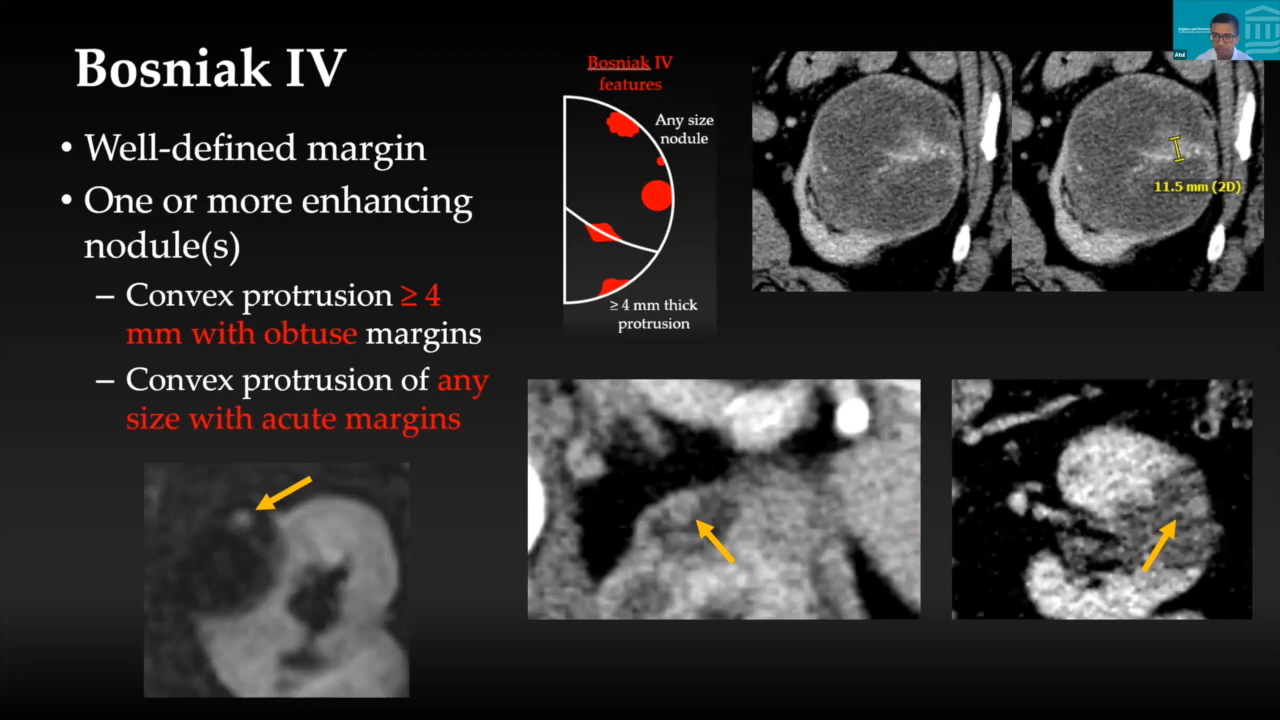 Bosniak IV
• Well-defined margin
• One or more enhancing
nodule(s)
– Convex protrusion ≥ 4
mm with obtuse margins
– Convex protrusion of any
size with acute margins
Bosniak IV
features
Any size
nodule
≥ 4 mm thick
protrusion
11.5 mm (2D)
Atul